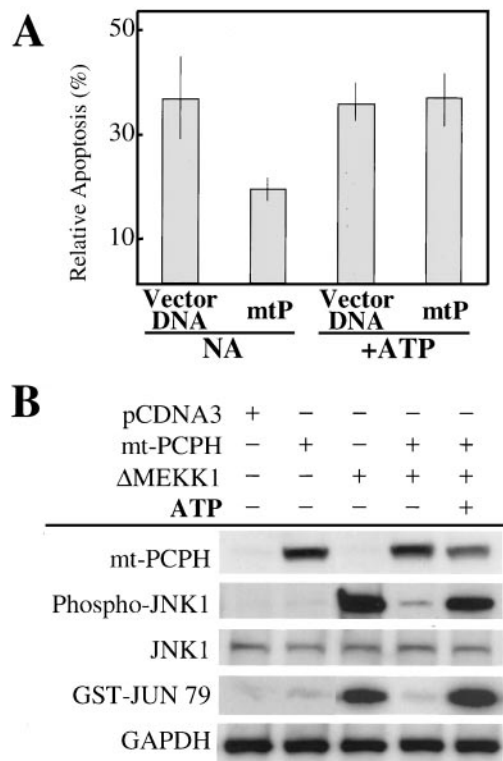 A
Relative Apoptosis (%)
50
30
10
Vector DNA
mtP
Vector DNA
mtP
NA
+ATP
B
pCDNA3 + − − − −
mt-PCPH − + − + +
ΔMEKK1 − − + + +
ATP − − − − +
mt-PCPH
Phospho-JNK1
JNK1
GST-JUN 79
GAPDH